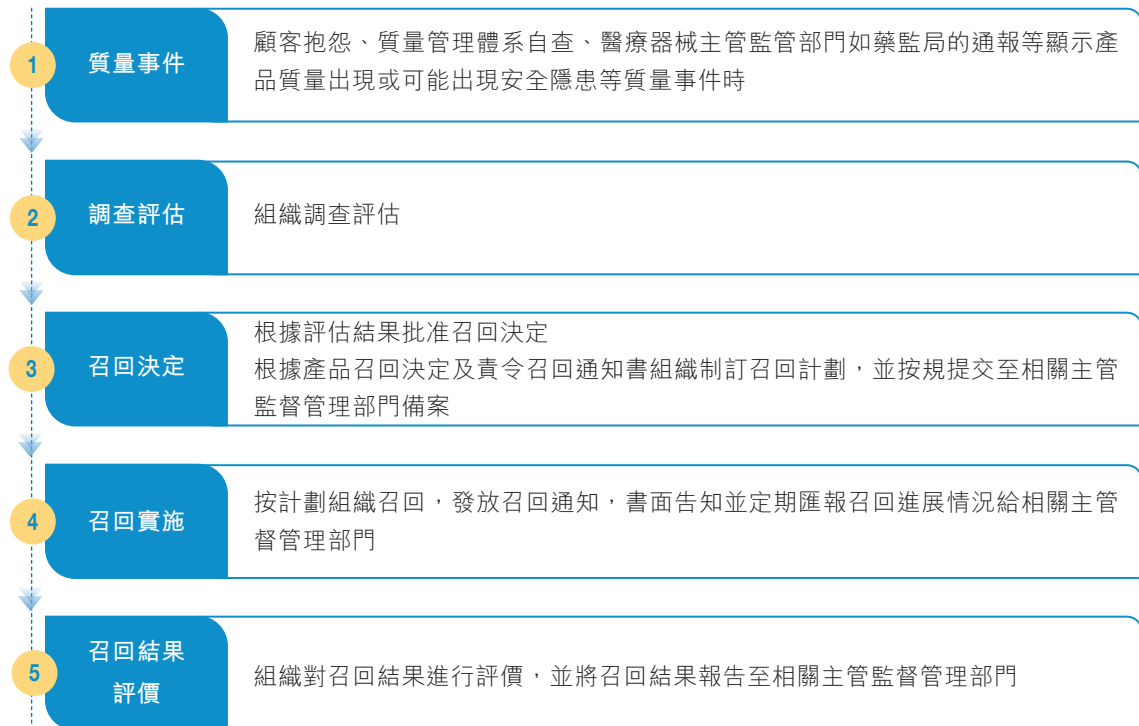 1
質量事件
顧客抱怨、質量管理體系自查、醫療器械主管監管部門如藥監局的通報等顯示產
品質量出現或可能出現安全隱患等質量事件時
2
調查評估
組織調查評估
3
召回決定
根據評估結果批准召回決定
根據產品召回決定及責令召回通知書組織制訂召回計劃，並按規提交至相關主管
監督管理部門備案
4
召回實施
按計劃組織召回，發放召回通知，書面告知並定期匯報召回進展情況給相關主管
督管理部門
5
召回結果
評價
組織對召回結果進行評價，並將召回結果報告至相關主管監督管理部門